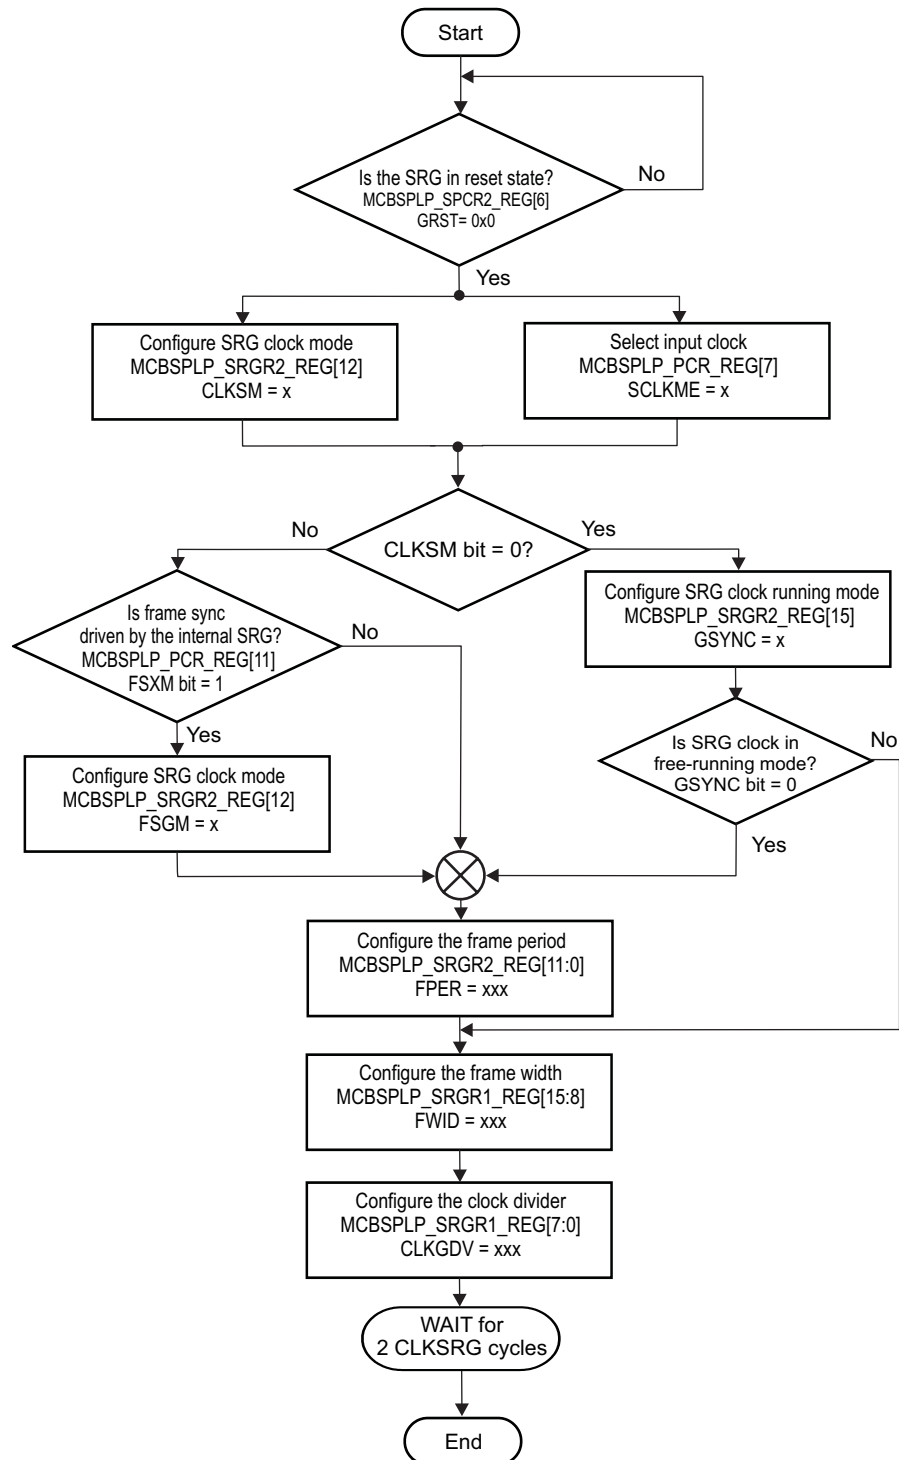 Start
Is the SRG in reset state?
MCBSPLP_SPCR2_REG[6]
GRST= 0x0
No
Yes
Configure SRG clock mode
MCBSPLP_SRGR2_REG[12]
CLKSM = x
Select input clock
MCBSPLP_PCR_REG[7]
SCLKME = x
CLKSM bit = 0?
No
Yes
Is frame sync
driven by the internal SRG?
MCBSPLP_PCR_REG[11]
FSXM bit = 1
No
Yes
Configure SRG clock running mode
MCBSPLP_SRGR2_REG[15]
GSYNC = x
Is SRG clock in
free-running mode?
GSYNC bit = 0
No
Yes
Configure SRG clock mode
MCBSPLP_SRGR2_REG[12]
FSGM = x
Configure the frame period
MCBSPLP_SRGR2_REG[11:0]
FPER = xxx
Configure the frame width
MCBSPLP_SRGR1_REG[15:8]
FWID = xxx
Configure the clock divider
MCBSPLP_SRGR1_REG[7:0]
CLKGDV = xxx
WAIT for
2 CLKSRG cycles
End